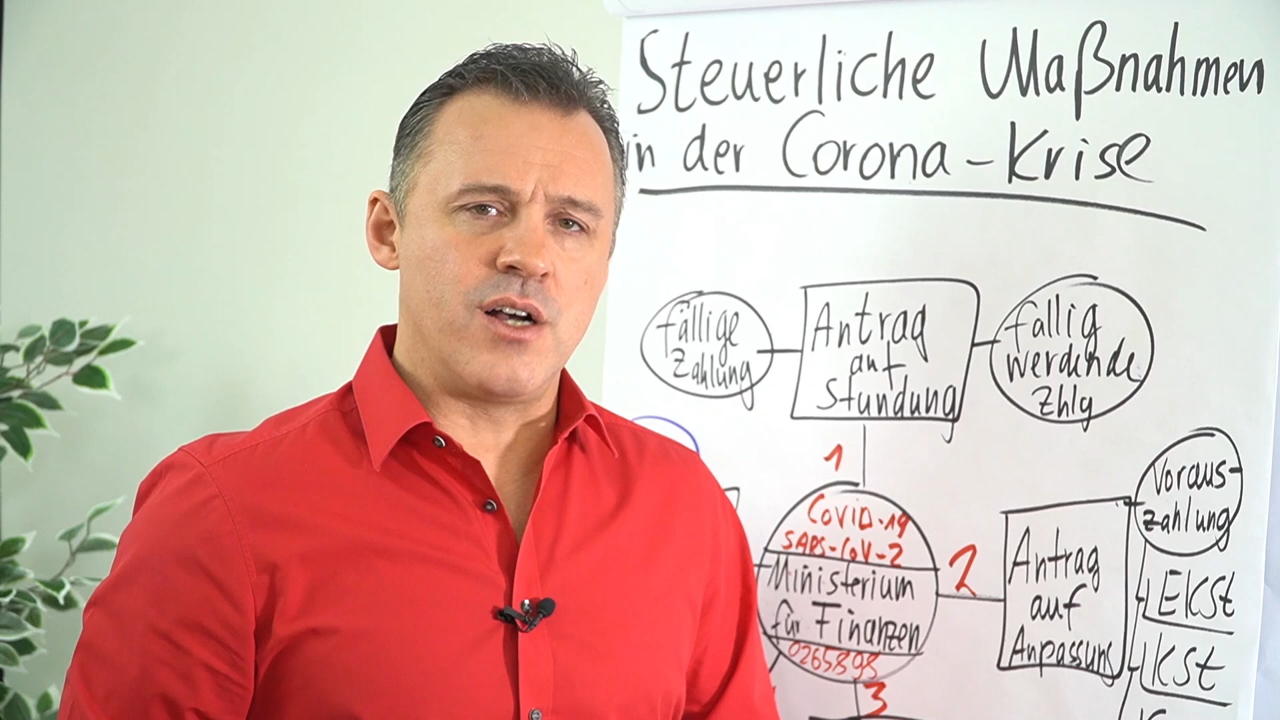 Steuerliche Maßnahmen
in der Corona-Krise
fällige
Zahlung
Antrag
auf
Stundung
fällig
werdende
Zhlg
1
COVID-19
SARS-CoV-2
Ministerium
für Finanzen
0265898
2
Antrag
auf
Anpassung
Voraus-
zahlung
EKSt
KSt
3